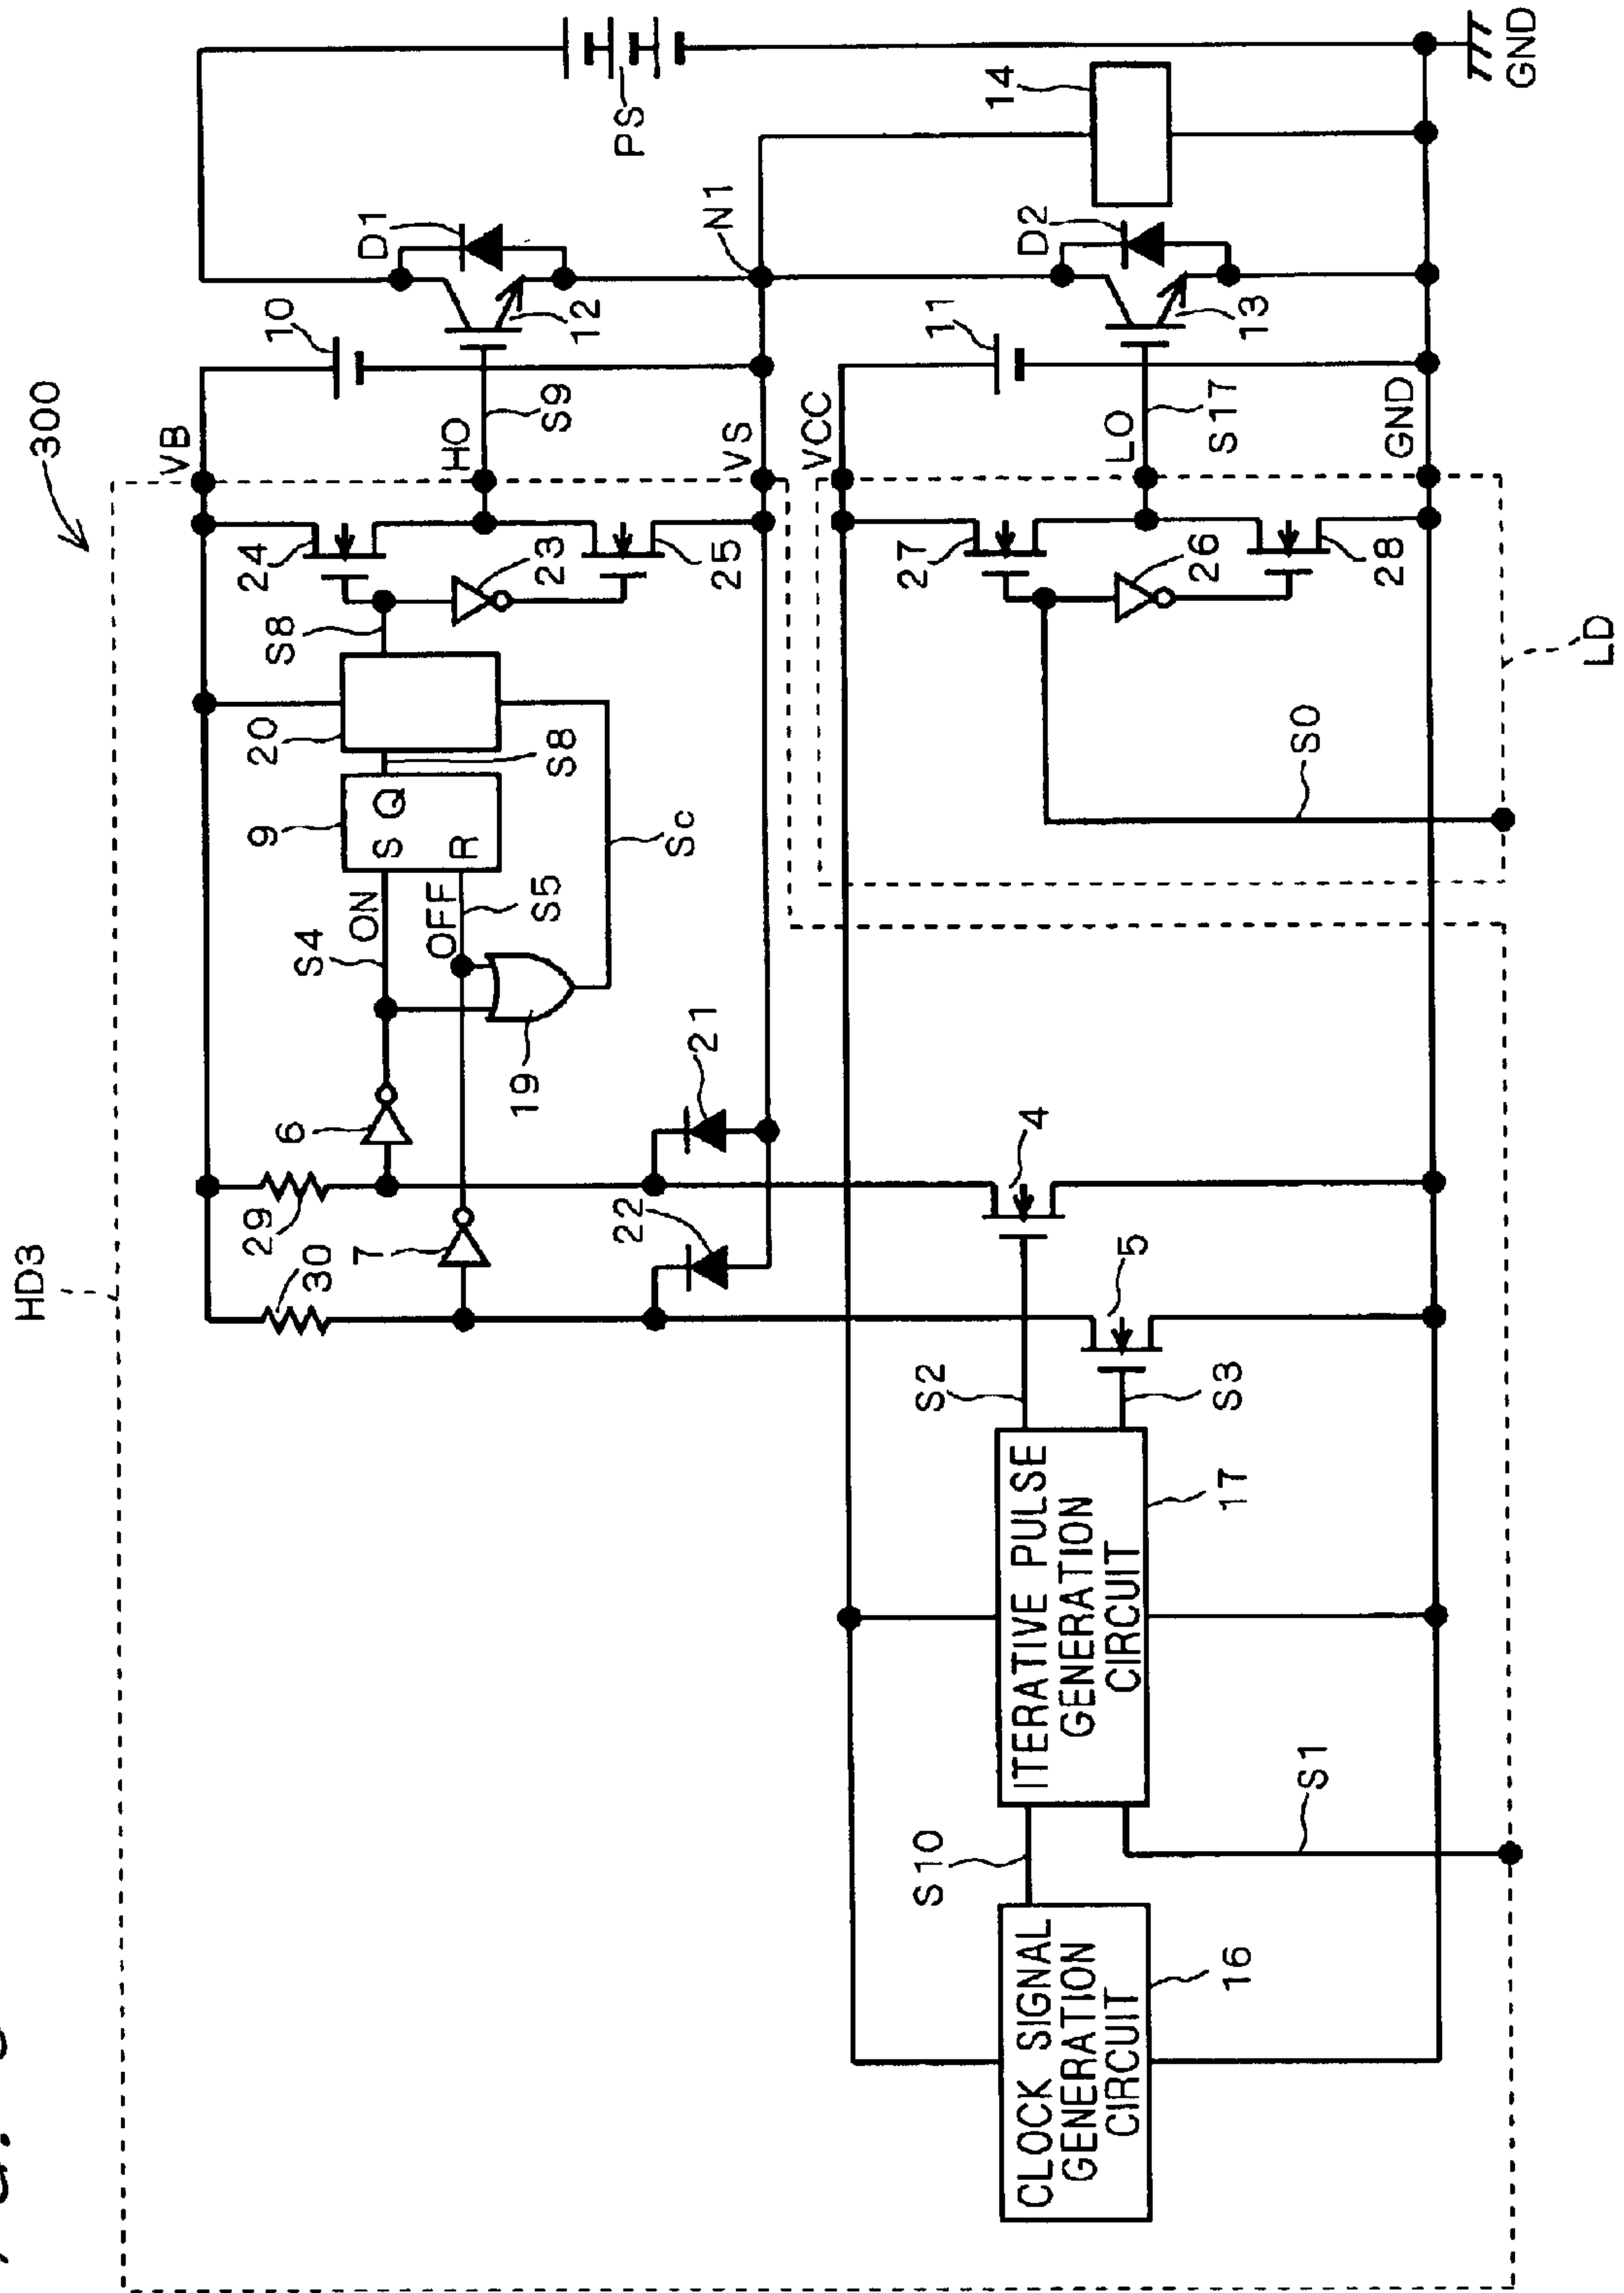 300
HD3
VB
10
D1
PS
24
HO
S9
12
S8
23
29
6
S4
ON
9
S
Q
R
20
S8
30
7
OFF
S5
19
Sc
25
VS
N1
22
21
VCC
11
D2
14
27
LO
S17
13
26
28
GND
GND
4
5
S2
S3
S0
LD
S10
CLOCK SIGNAL
GENERATION
CIRCUIT
16
ITERATIVE PULSE
GENERATION
CIRCUIT
17
S1